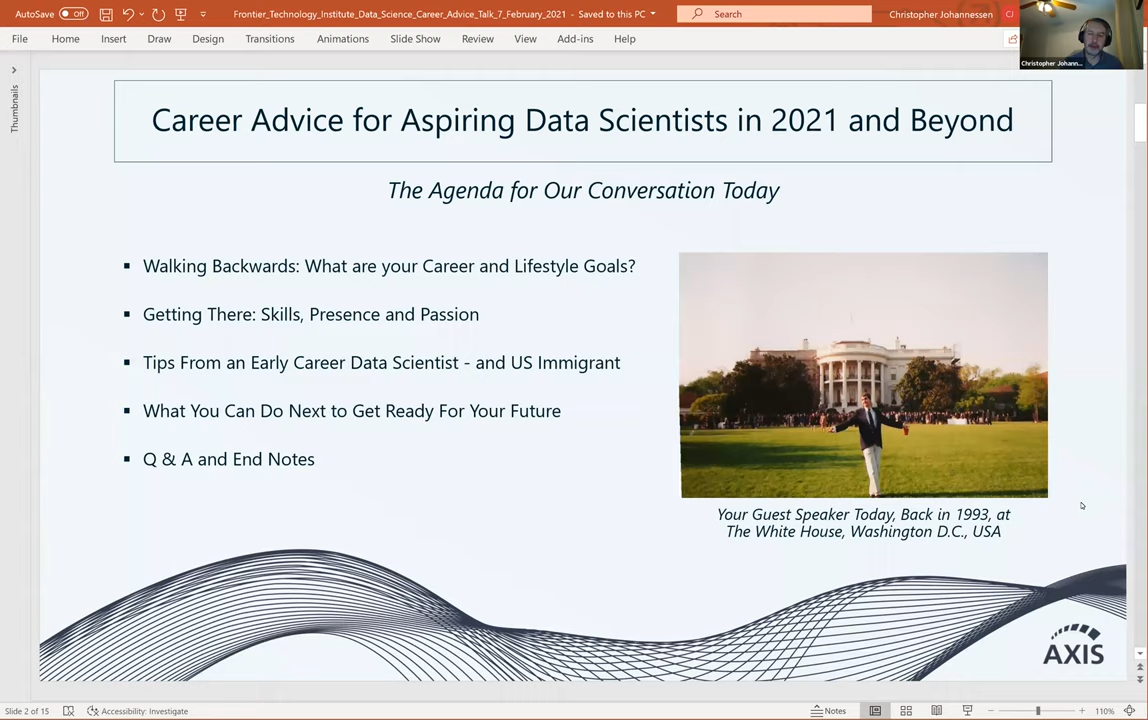 AutoSave Off
Frontier_Technology_Institute_Data_Science_Career_Advice_Talk_7_February_2021 - Saved to this PC
Search
Christopher Johannessen CJ
File Home Insert Draw Design Transitions Animations Slide Show Review View Add-ins Help
Christopher Johann...
Thumbnails
Career Advice for Aspiring Data Scientists in 2021 and Beyond
The Agenda for Our Conversation Today
▪ Walking Backwards: What are your Career and Lifestyle Goals?
▪ Getting There: Skills, Presence and Passion
▪ Tips From an Early Career Data Scientist - and US Immigrant
▪ What You Can Do Next to Get Ready For Your Future
▪ Q & A and End Notes
Your Guest Speaker Today, Back in 1993, at
The White House, Washington D.C., USA
AXIS
Slide 2 of 15 Accessibility: Investigate Notes 110%